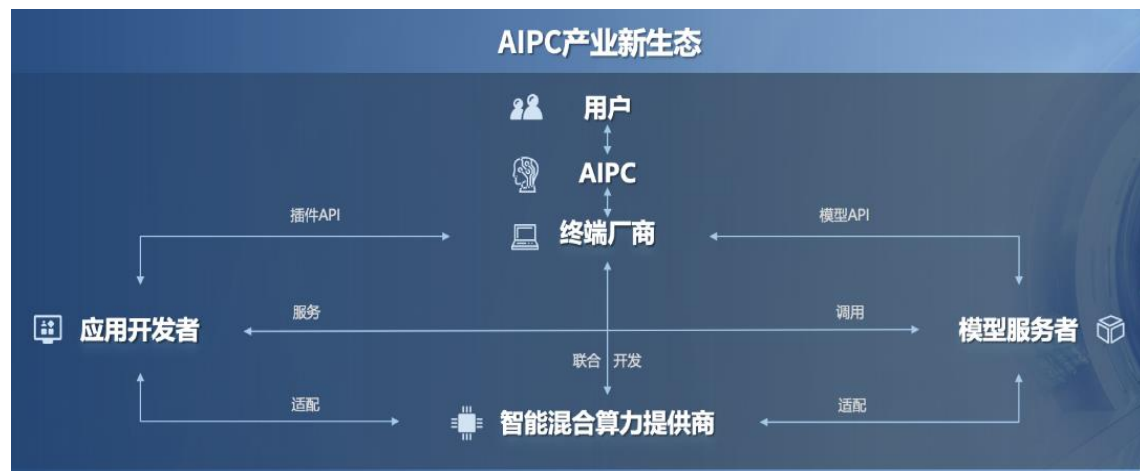 AIPC产业新生态
用户
AIPC
插件API
模型API
终端厂商
服务
调用
应用开发者
模型服务者
联合 开发
适配
适配
智能混合算力提供商